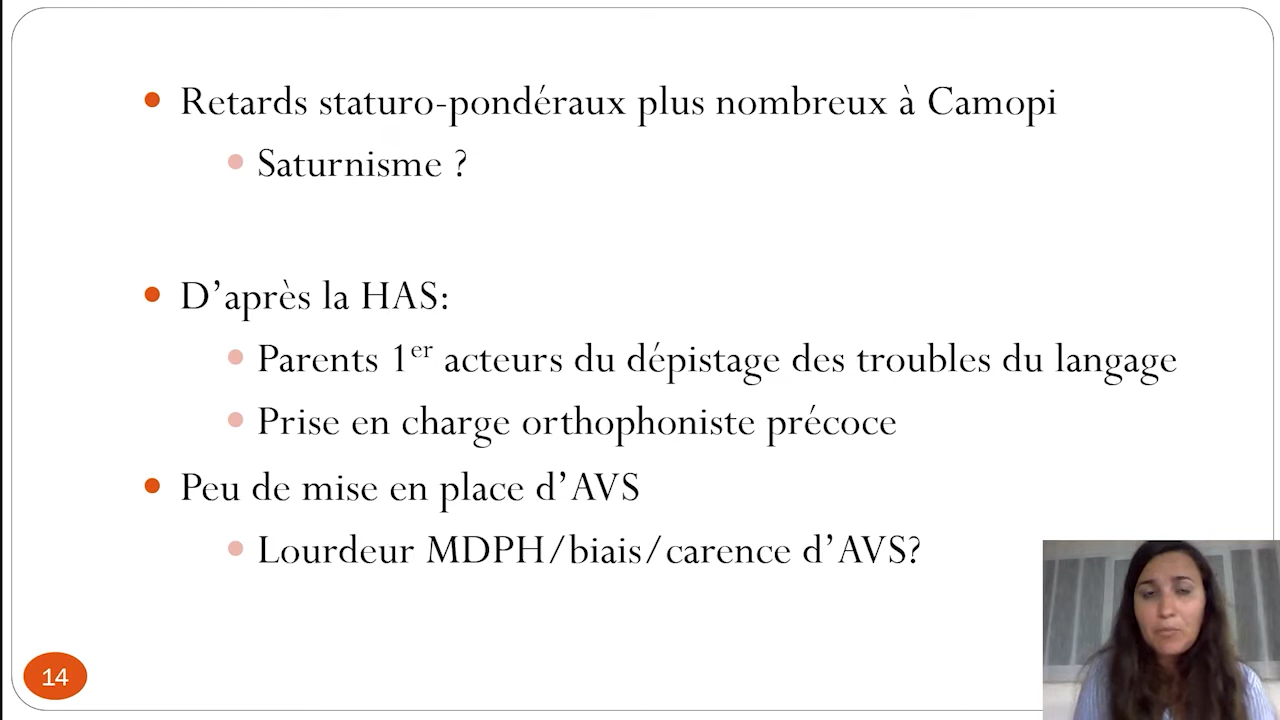 Retards staturo-pondéraux plus nombreux à Camopi
Saturnisme ?
D’après la HAS:
Parents 1er acteurs du dépistage des troubles du langage
Prise en charge orthophoniste précoce
Peu de mise en place d’AVS
Lourdeur MDPH/biais/carence d’AVS?
14